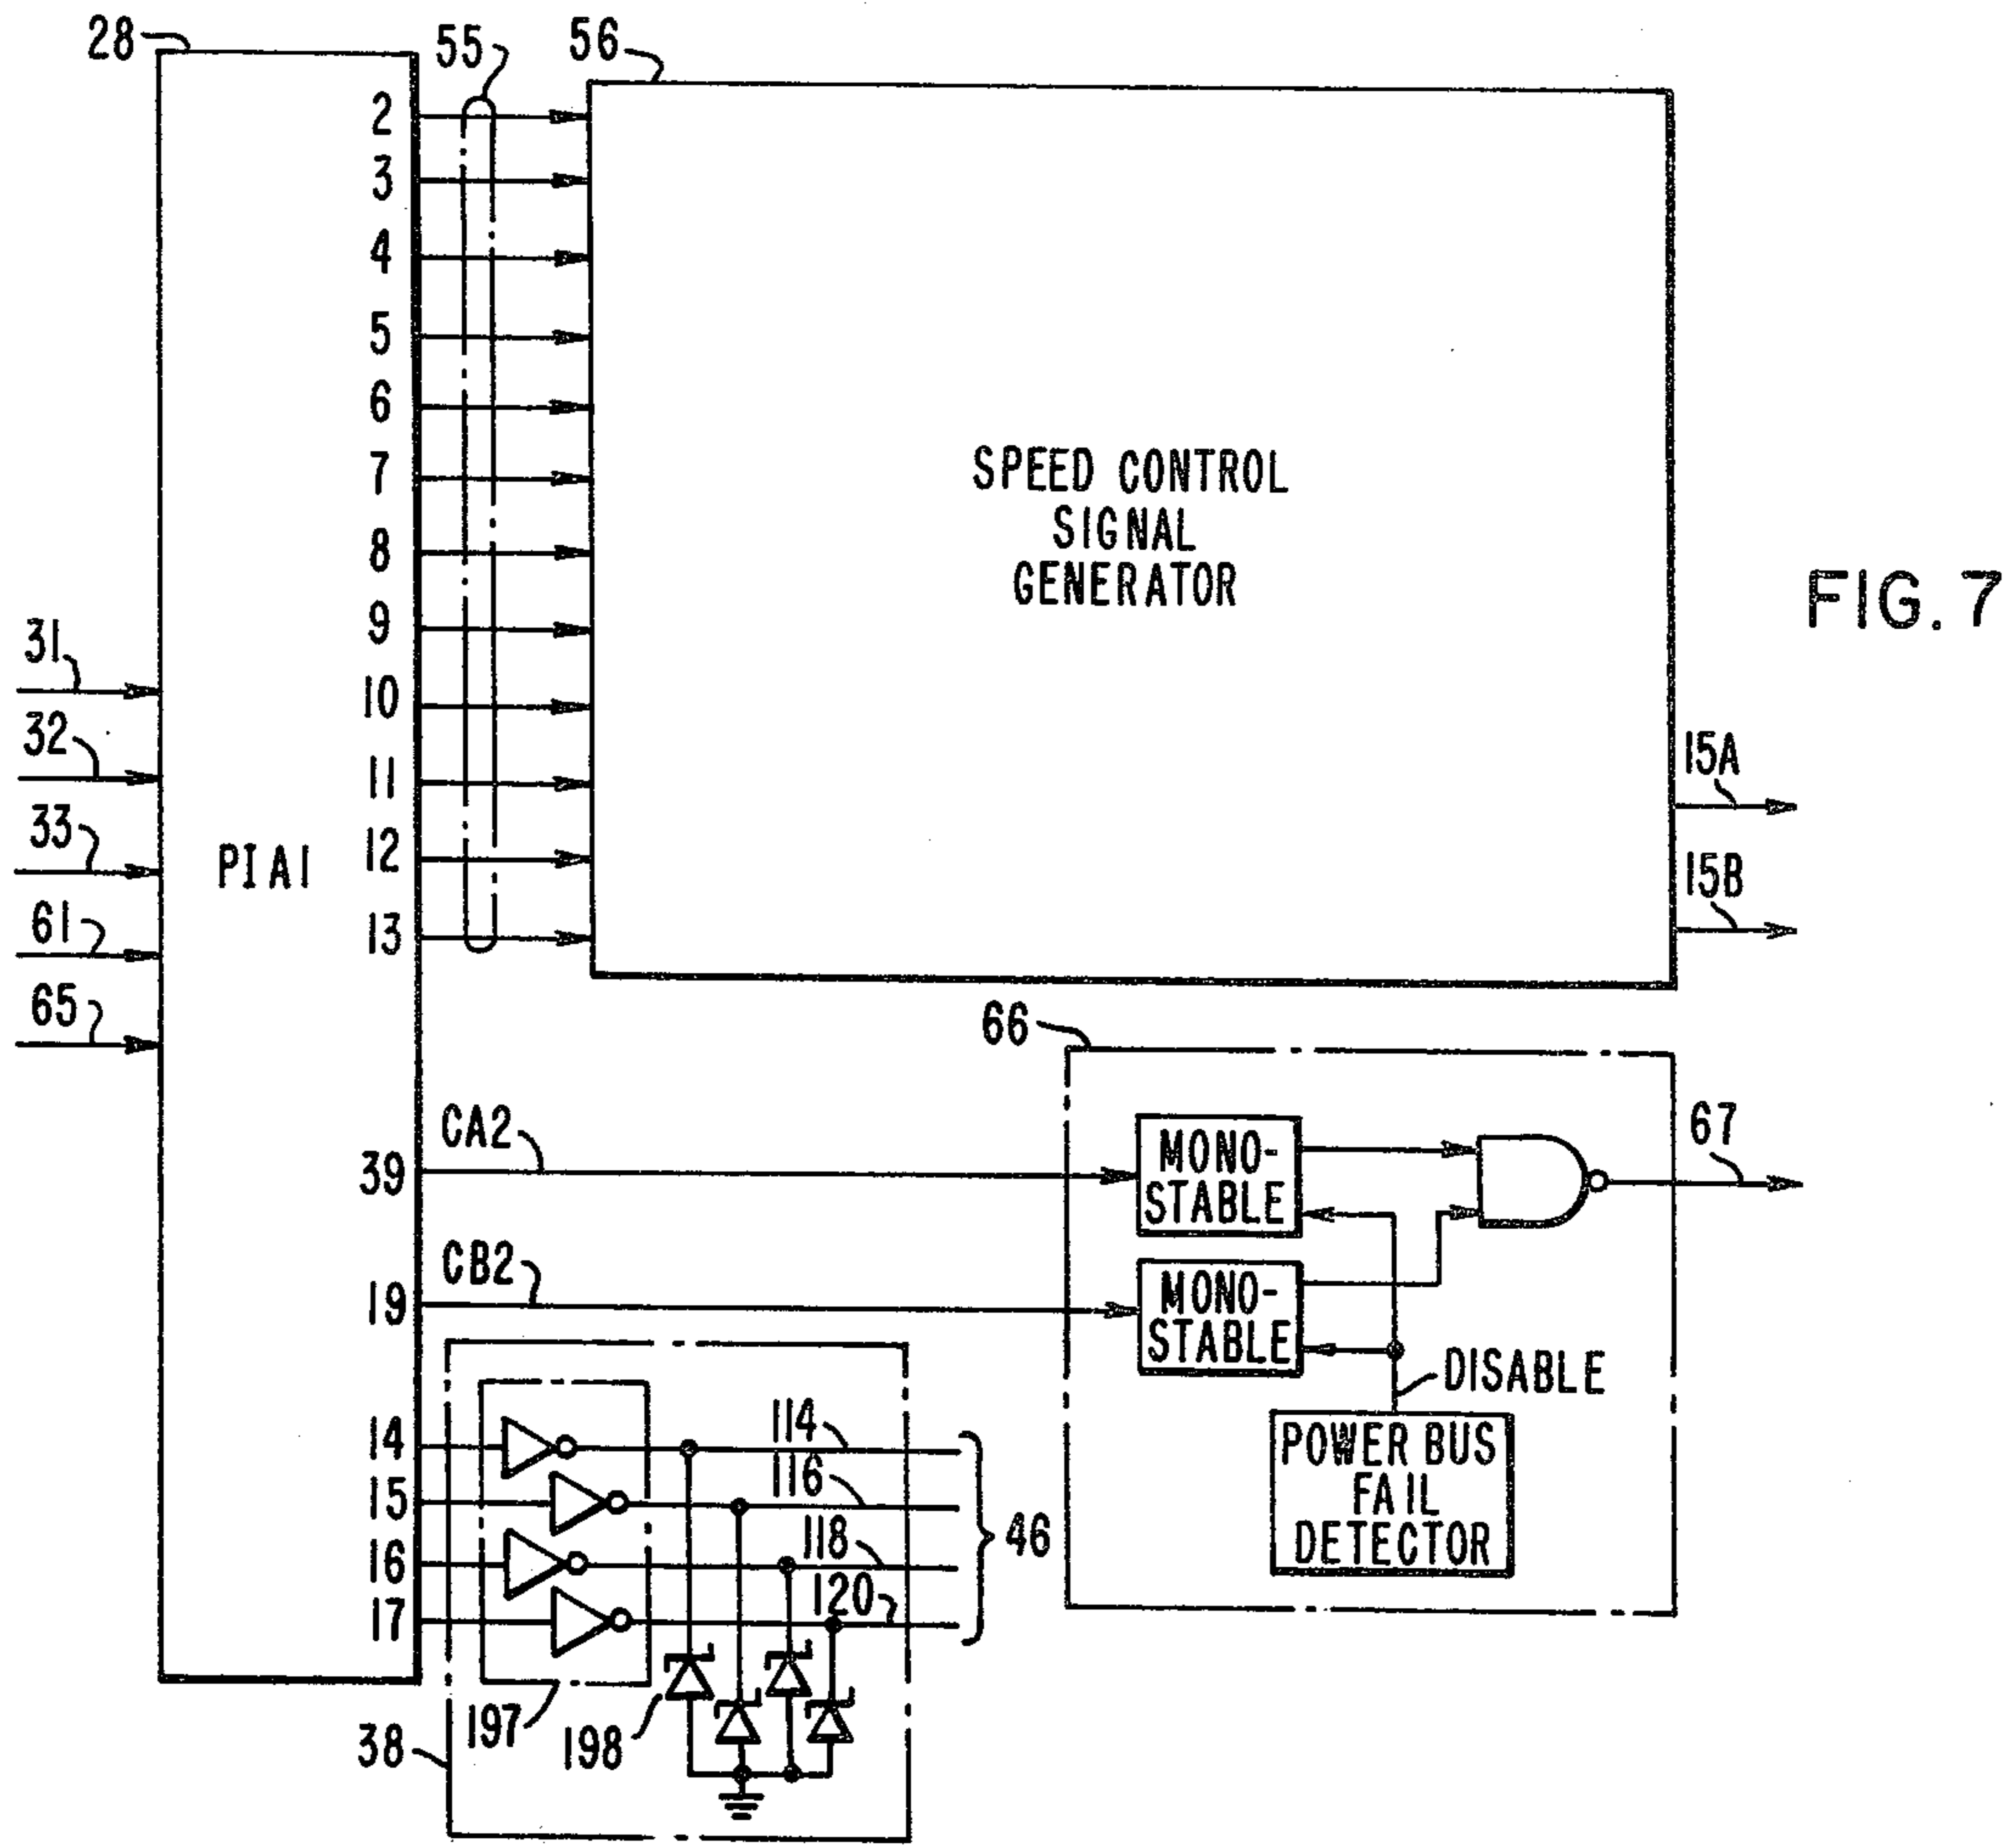 28
55
56
2
3
4
5
6
7
8
9
10
11
12
13
31
32
33
61
65
PIA1
SPEED CONTROL
SIGNAL
GENERATOR
FIG. 7
15A
15B
66
CA2
39
MONO-
STABLE
67
CB2
19
MONO-
STABLE
DISABLE
POWER BUS
FAIL
DETECTOR
14
15
16
17
114
116
118
120
46
197
198
38